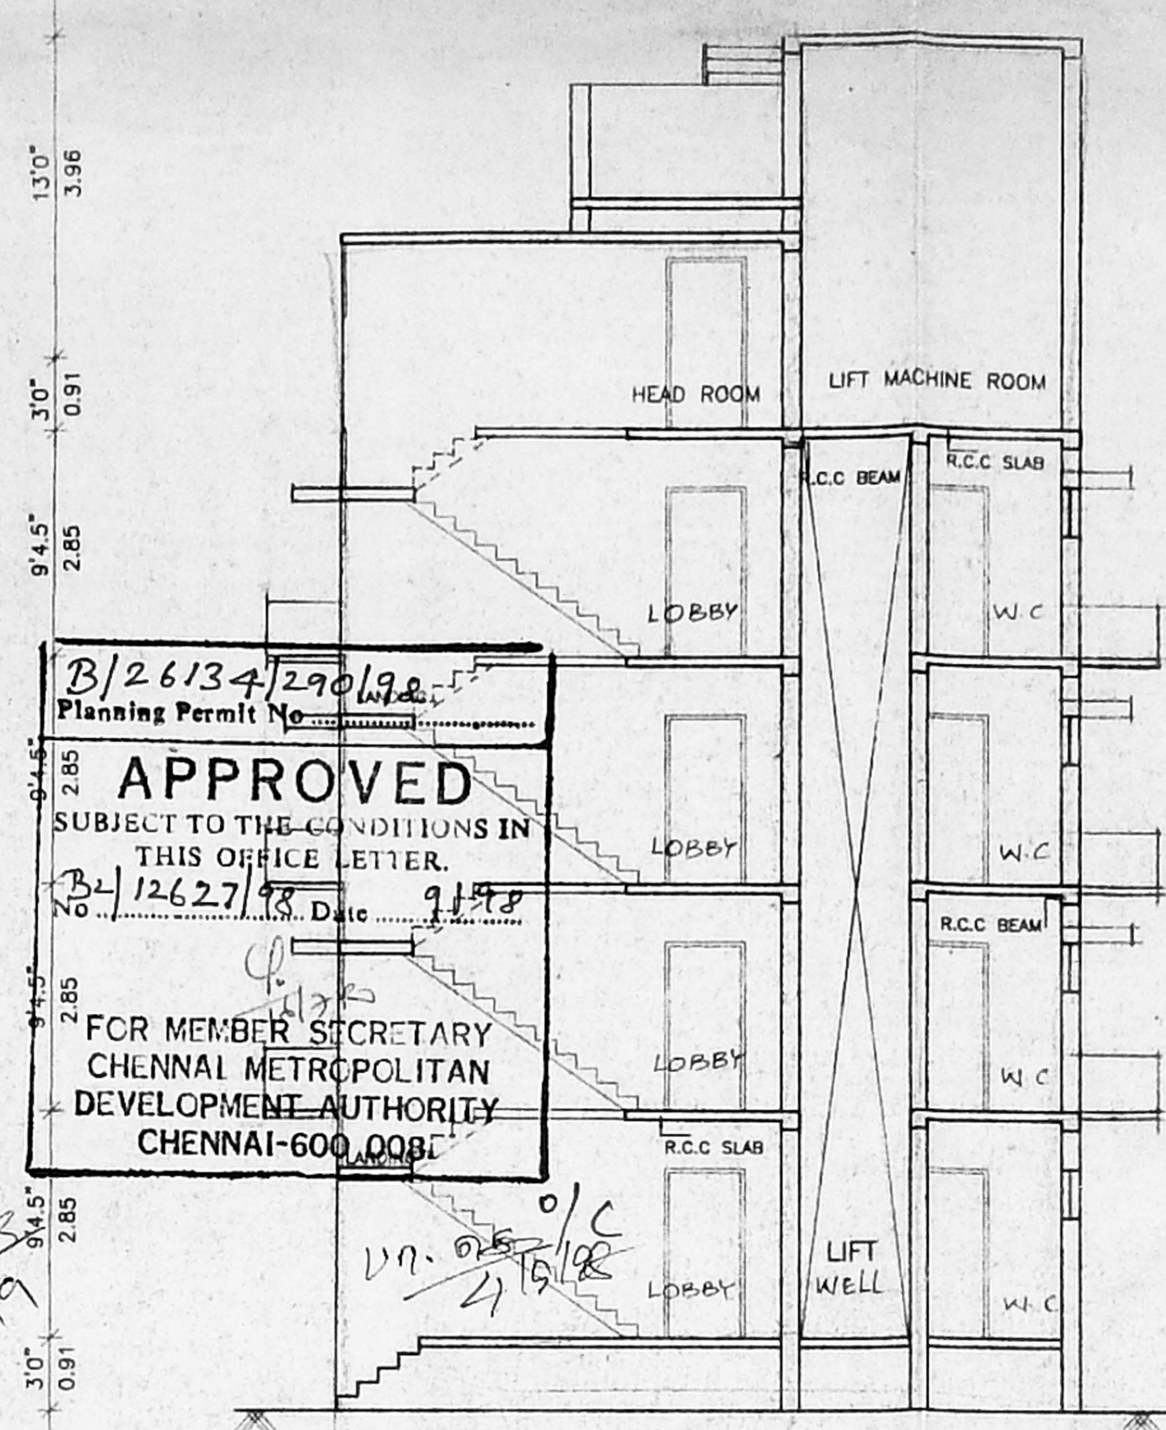 13'0"
3.96
3'0"
0.91
HEAD ROOM
LIFT MACHINE ROOM
R.C.C BEAM
R.C.C SLAB
9'4.5"
2.85
LOBBY
W.C
B/26134/290/98
LANDING
Planning Permit No
9'4.5"
2.85
APPROVED
SUBJECT TO THE CONDITIONS IN
THIS OFFICE LETTER.
LOBBY
W.C
No B2/12627/98 Date
R.C.C BEAM
9'4.5"
2.85
FOR MEMBER SECRETARY
CHENNAI METROPOLITAN
DEVELOPMENT AUTHORITY
CHENNAI-600 008
LOBBY
W.C
LANDING
R.C.C SLAB
9'4.5"
2.85
O/C
LOBBY
LIFT
WELL
W.C
3'0"
0.91